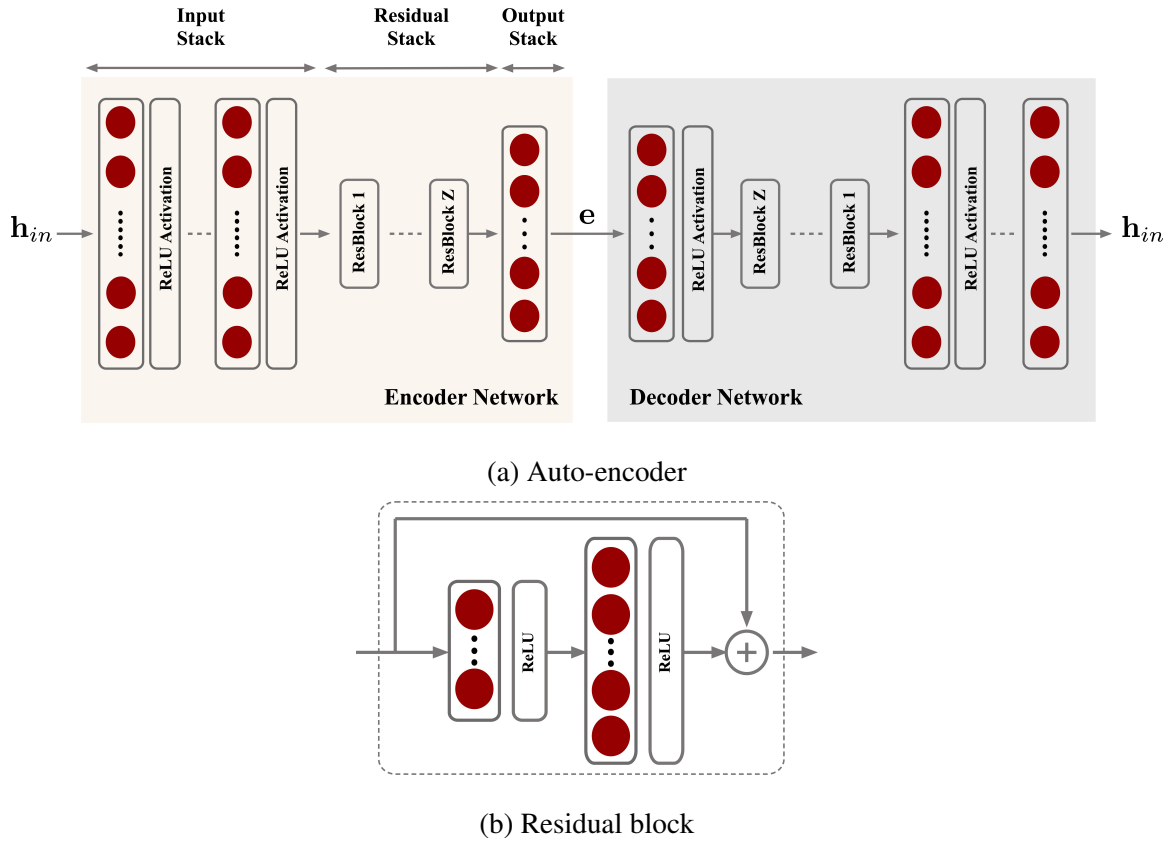 Input
Stack
Residual
Stack
Output
Stack
h_in
ReLU Activation
ReLU Activation
ResBlock 1
ResBlock Z
e
ReLU Activation
ResBlock Z
ResBlock 1
ReLU Activation
h_in
Encoder Network
Decoder Network
(a) Auto-encoder
ReLU
ReLU
+
(b) Residual block